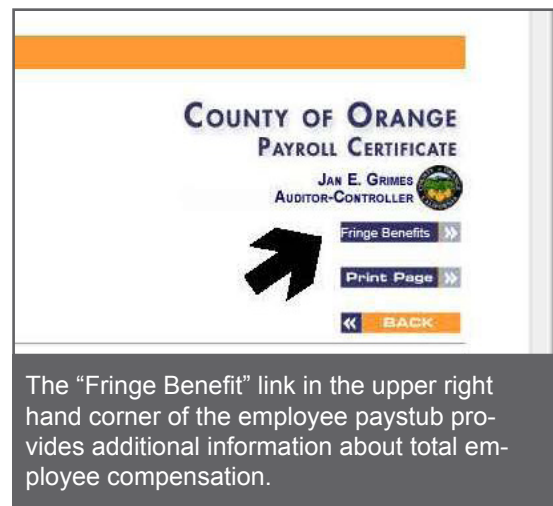 COUNTY OF ORANGE
PAYROLL CERTIFICATE
JAN E. GRIMES
AUDITOR-CONTROLLER
Fringe Benefits »
Print Page »
« BACK
The “Fringe Benefit” link in the upper right
hand corner of the employee paystub pro-
vides additional information about total em-
ployee compensation.